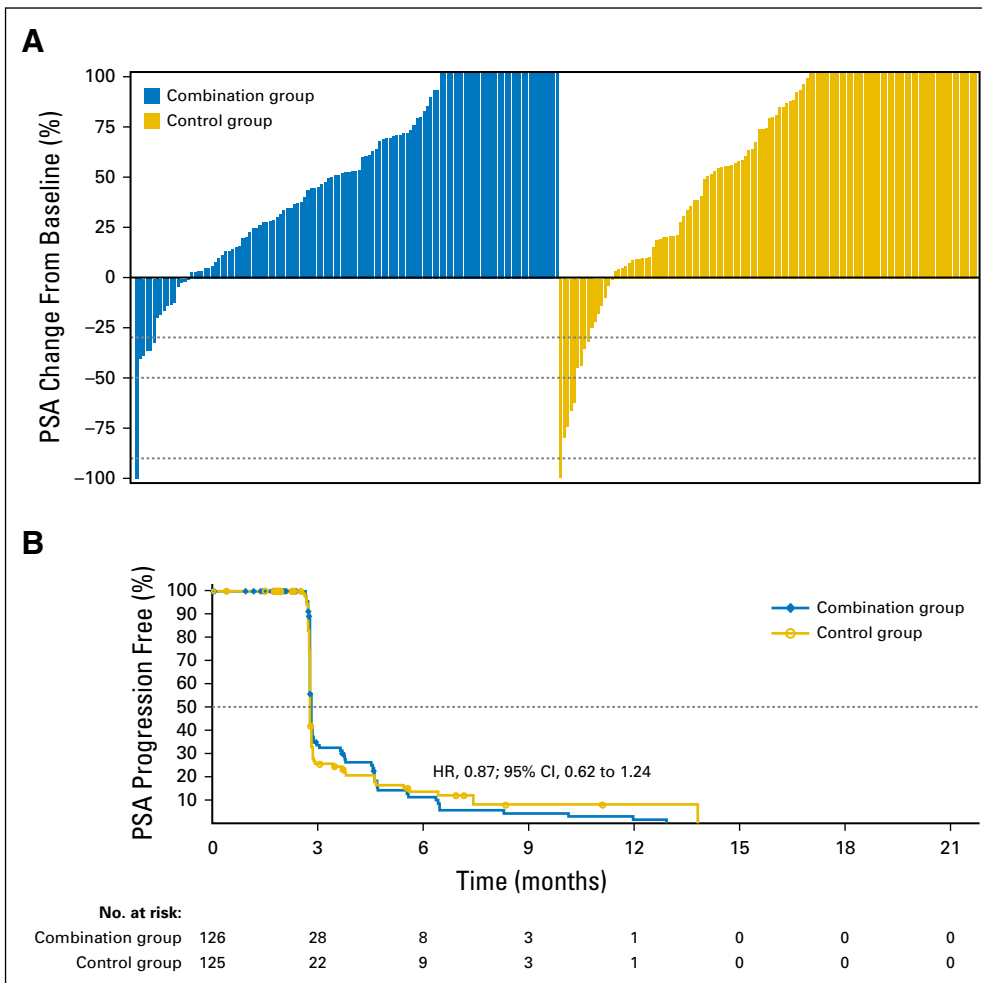 A
PSA Change From Baseline (%)
100
75
50
25
0
−25
−50
−75
−100
Combination group
Control group
B
PSA Progression Free (%)
100
90
80
70
60
50
40
30
20
10
Combination group
Control group
HR, 0.87; 95% CI, 0.62 to 1.24
0 3 6 9 12 15 18 21
Time (months)
No. at risk:
Combination group 126 28 8 3 1 0 0 0
Control group 125 22 9 3 1 0 0 0